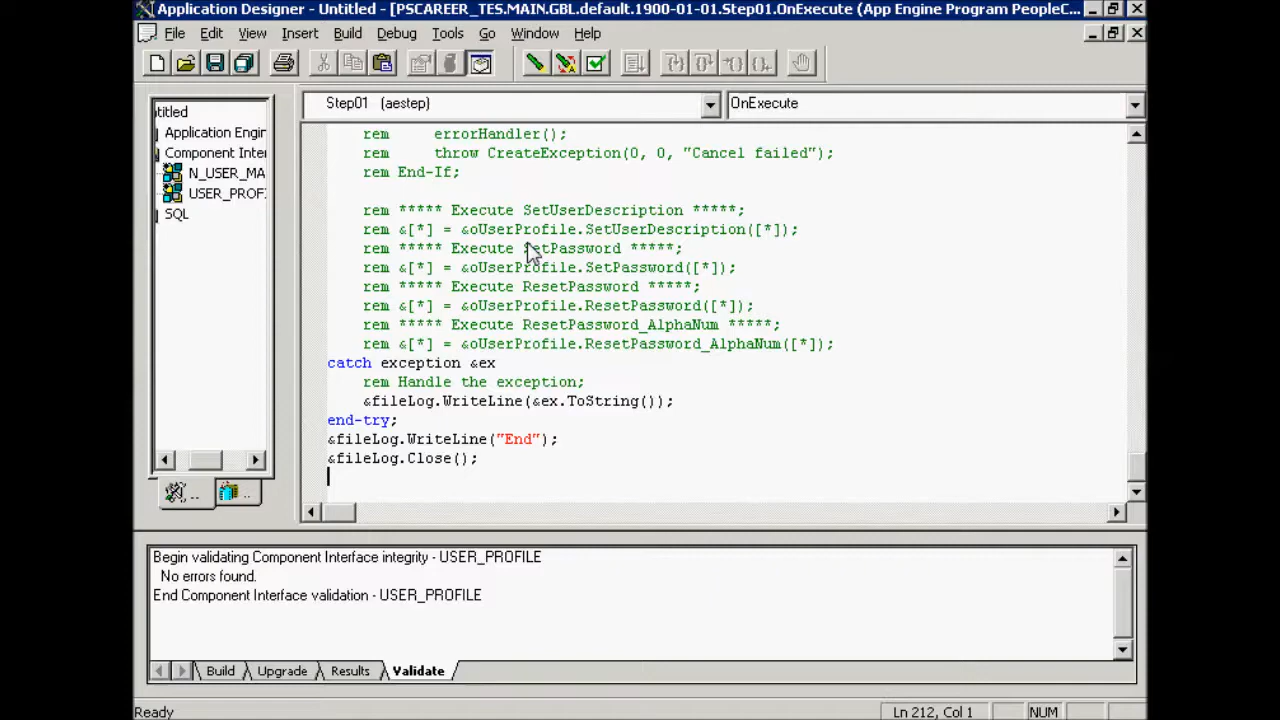 Application Designer - Untitled - [PSCAREER_TES.MAIN.GBL.default.1900-01-01.Step01.OnExecute (App Engine Program PeopleC...
File Edit View Insert Build Debug Tools Go Window Help
Step01 (aestep)
OnExecute
titled
Application Engir
Component Inter
N_USER_MA
USER_PROF
SQL
rem errorHandler();
rem throw CreateException(0, 0, "Cancel failed");
rem End-If;
rem ***** Execute SetUserDescription *****;
rem &[*] = &oUserProfile.SetUserDescription([*]);
rem ***** Execute SetPassword *****;
rem &[*] = &oUserProfile.SetPassword([*]);
rem ***** Execute ResetPassword *****;
rem &[*] = &oUserProfile.ResetPassword([*]);
rem ***** Execute ResetPassword_AlphaNum *****;
rem &[*] = &oUserProfile.ResetPassword_AlphaNum([*]);
catch exception &ex
rem Handle the exception;
&fileLog.WriteLine(&ex.ToString());
end-try;
&fileLog.WriteLine("End");
&fileLog.Close();
Begin validating Component Interface integrity - USER_PROFILE
No errors found.
End Component Interface validation - USER_PROFILE
Build Upgrade Results Validate
Ready
Ln 212, Col 1
NUM